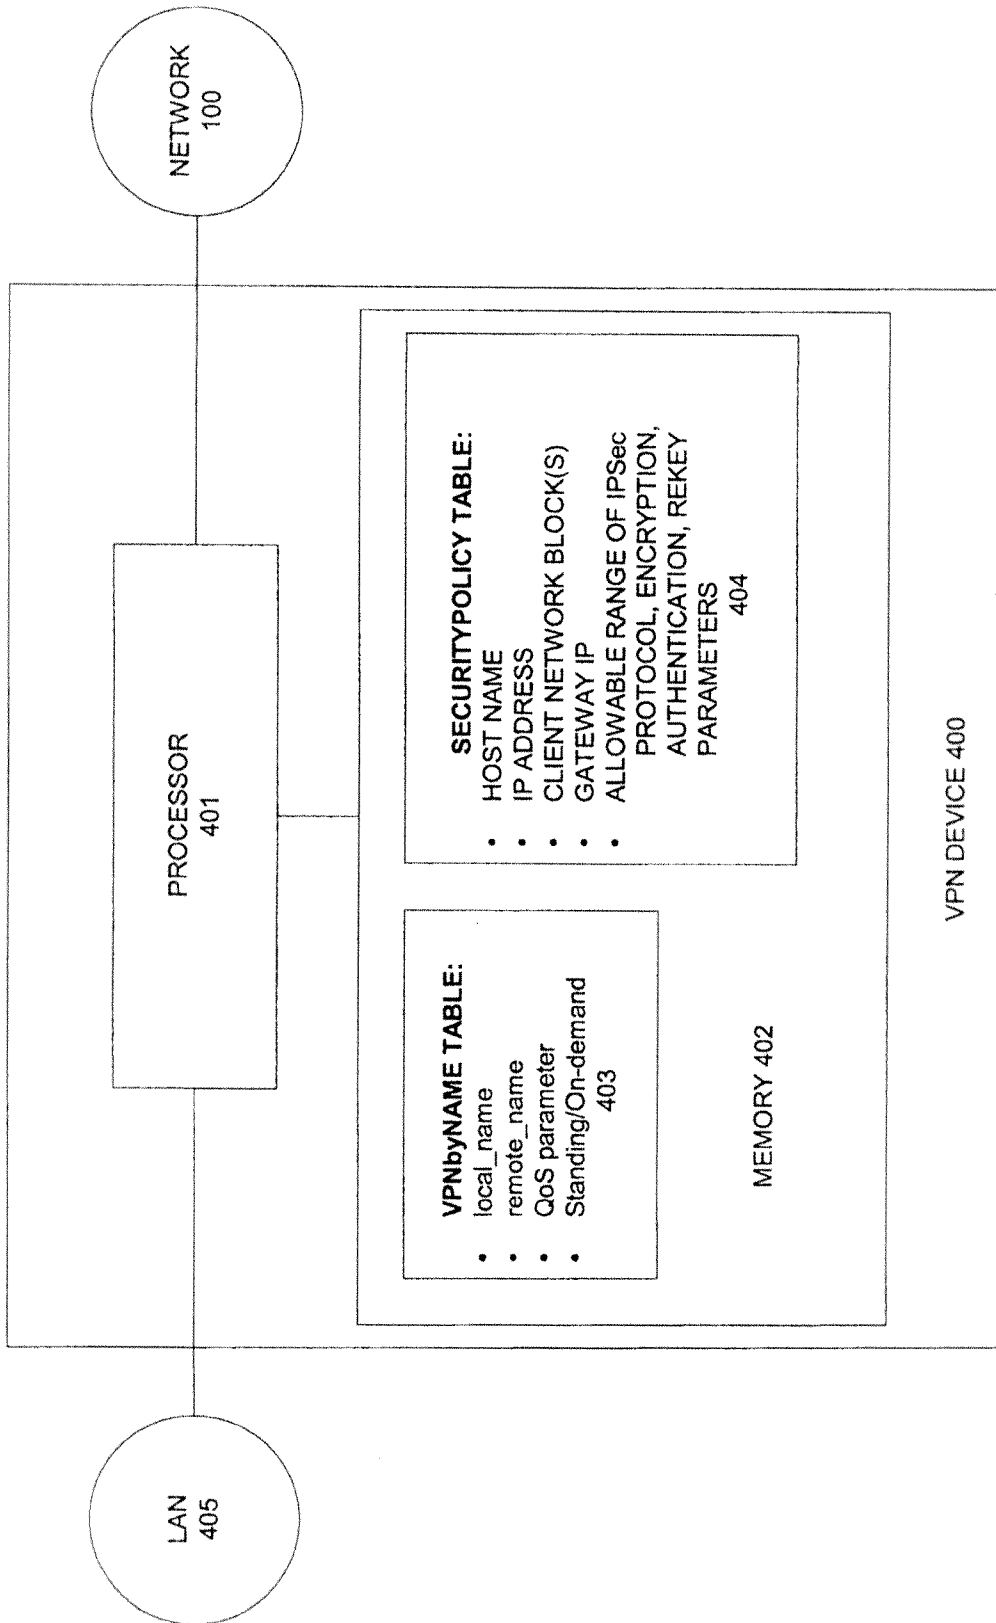 LAN
405
NETWORK
100
PROCESSOR
401
VPNbyNAME TABLE:
• local_name
• remote_name
• QoS parameter
• Standing/On-demand
403
SECURITYPOLICY TABLE:
• HOST NAME
• IP ADDRESS
• CLIENT NETWORK BLOCK(S)
• GATEWAY IP
• ALLOWABLE RANGE OF IPSec
PROTOCOL, ENCRYPTION,
AUTHENTICATION, REKEY
PARAMETERS
404
MEMORY 402
VPN DEVICE 400